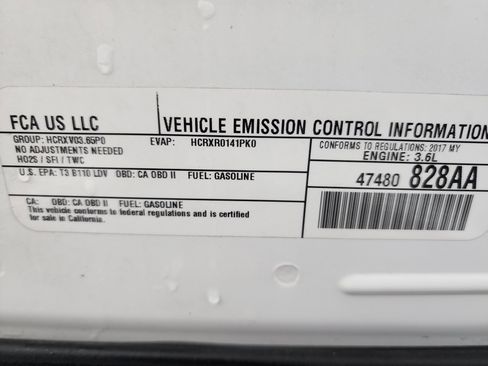 FCA US LLC
VEHICLE EMISSION CONTROL INFORMATION
GROUP: HCRXV03.65P0 EVAP: HCRXR0141PK0
NO ADJUSTMENTS NEEDED
HO2S / SFI / TWC
CONFORMS TO REGULATIONS: 2017 MY
ENGINE: 3.6L
U.S. EPA: T3 B110 LDV OBD: CA OBD II FUEL: GASOLINE
47480 828AA
CA: OBD: CA OBD II FUEL: GASOLINE
This vehicle conforms to federal regulations and is certified
for sale in California.